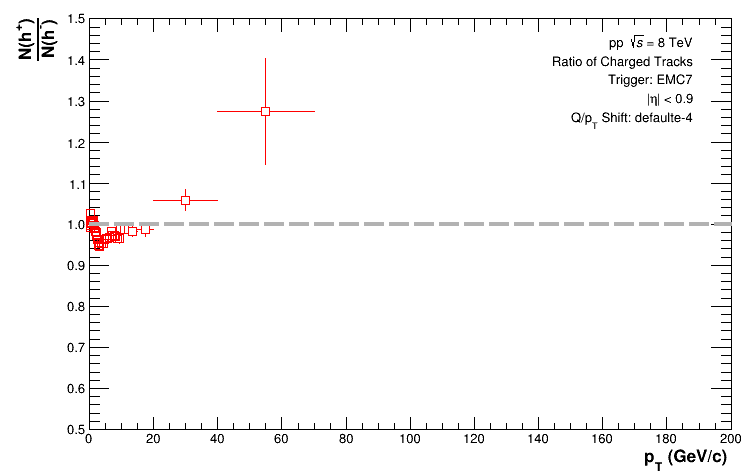 N(h⁺)
N(h⁻)
1.5
1.4
1.3
1.2
1.1
1.0
0.9
0.8
0.7
0.6
0.5
pp √s = 8 TeV
Ratio of Charged Tracks
Trigger: EMC7
|η| < 0.9
Q/p_T Shift: defaulte-4
0 20 40 60 80 100 120 140 160 180 200
p_T (GeV/c)